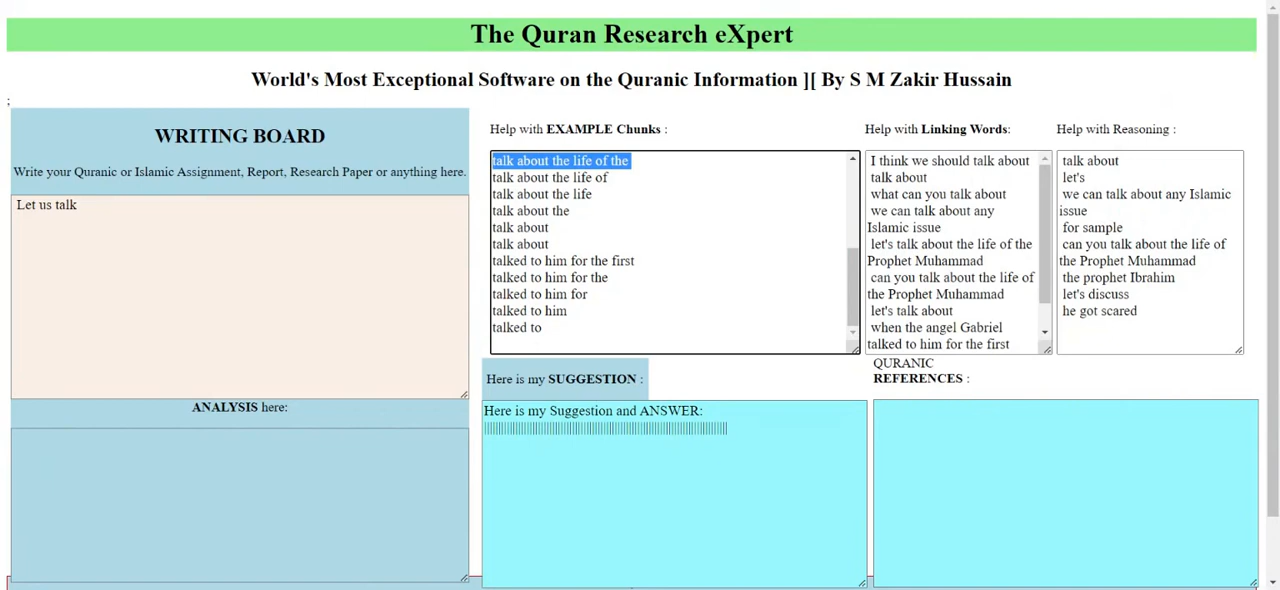 The Quran Research eXpert
World's Most Exceptional Software on the Quranic Information ][ By S M Zakir Hussain
;
WRITING BOARD
Write your Quranic or Islamic Assignment, Report, Research Paper or anything here.
Let us talk
ANALYSIS here:
Help with EXAMPLE Chunks :
talk about the life of the
talk about the life of
talk about the life
talk about the
talk about
talk about
talked to him for the first
talked to him for the
talked to him for
talked to him
talked to
Help with Linking Words:
I think we should talk about
talk about
what can you talk about
we can talk about any
Islamic issue
let's talk about the life of the
Prophet Muhammad
can you talk about the life of
the Prophet Muhammad
let's talk about
when the angel Gabriel
talked to him for the first
Help with Reasoning :
talk about
let's
we can talk about any Islamic
issue
for sample
can you talk about the life of
the Prophet Muhammad
the prophet Ibrahim
let's discuss
he got scared
Here is my SUGGESTION :
Here is my Suggestion and ANSWER:
QURANIC
REFERENCES :